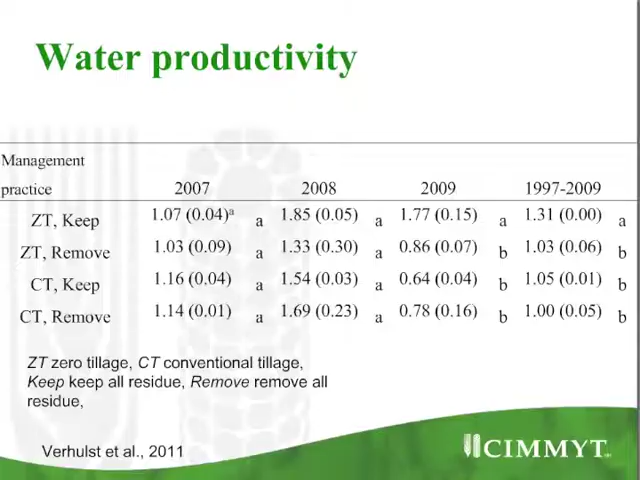 Water productivity
Management
practice 2007 2008 2009 1997-2009
ZT, Keep 1.07 (0.04)ᵃ a 1.85 (0.05) a 1.77 (0.15) a 1.31 (0.00) a
ZT, Remove 1.03 (0.09) a 1.33 (0.30) a 0.86 (0.07) b 1.03 (0.06) b
CT, Keep 1.16 (0.04) a 1.54 (0.03) a 0.64 (0.04) b 1.05 (0.01) b
CT, Remove 1.14 (0.01) a 1.69 (0.23) a 0.78 (0.16) b 1.00 (0.05) b
ZT zero tillage, CT conventional tillage,
Keep keep all residue, Remove remove all
residue,
Verhulst et al., 2011
CIMMYT